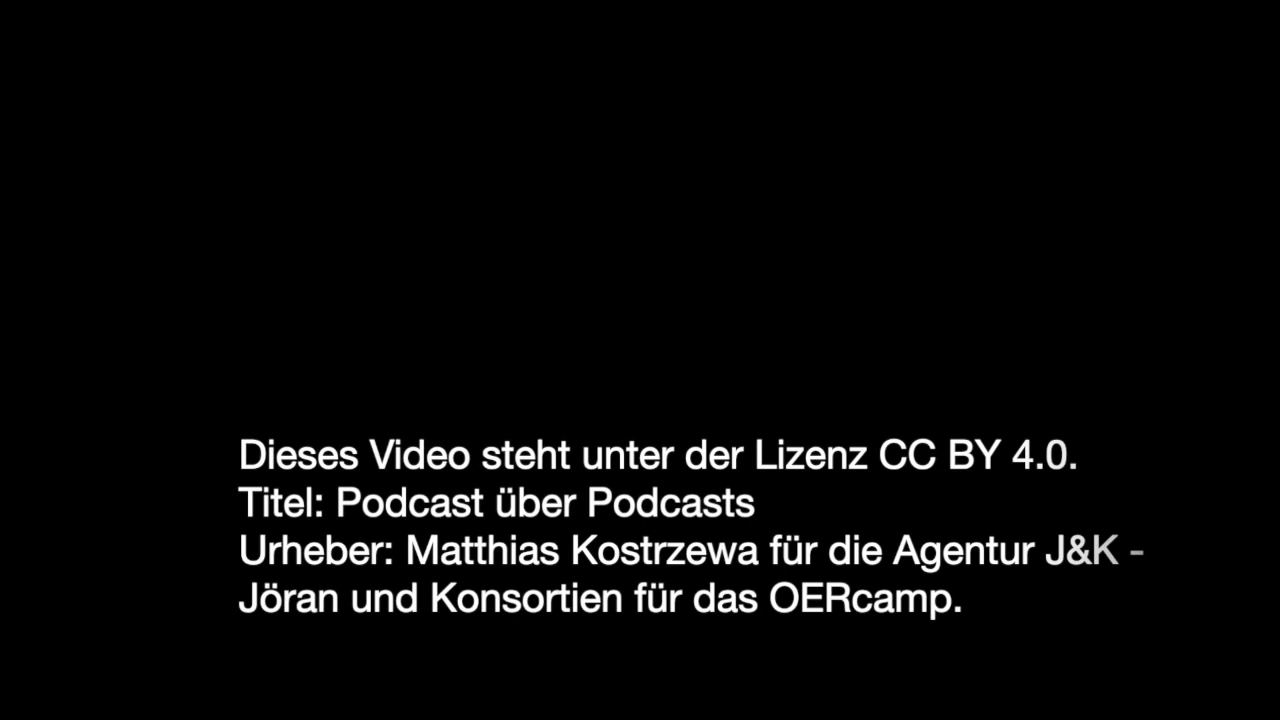 Dieses Video steht unter der Lizenz CC BY 4.0.
Titel: Podcast über Podcasts
Urheber: Matthias Kostrzewa für die Agentur J&K -
Jöran und Konsortien für das OERcamp.